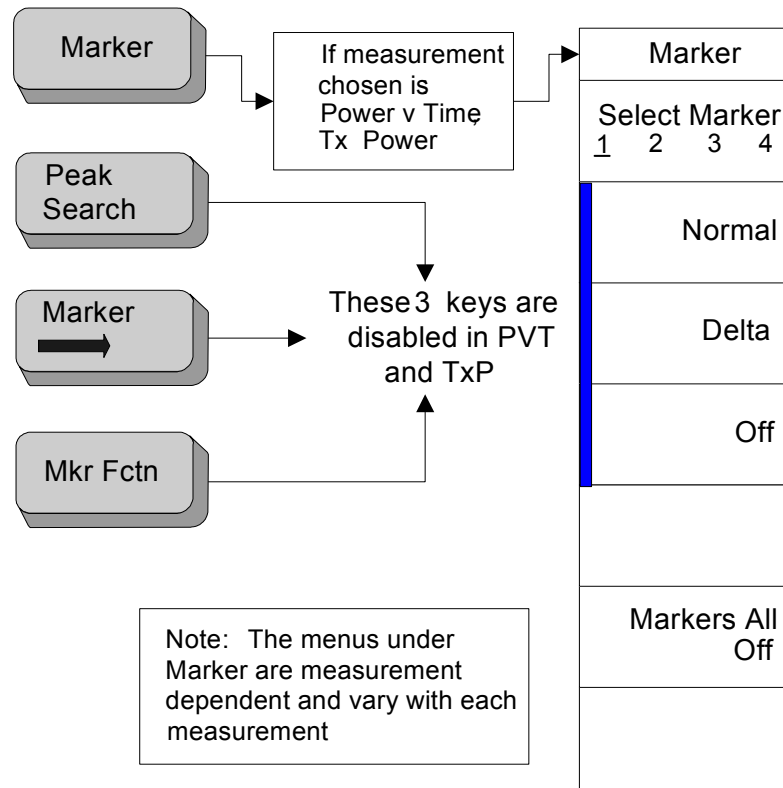 Marker
If measurement
chosen is
Power v Time,
Tx Power
Marker
Select Marker
1 2 3 4
Peak
Search
Normal
Marker
These 3 keys are
disabled in PVT
and TxP
Delta
Off
Mkr Fctn
Markers All
Off
Note: The menus under
Marker are measurement
dependent and vary with each
measurement